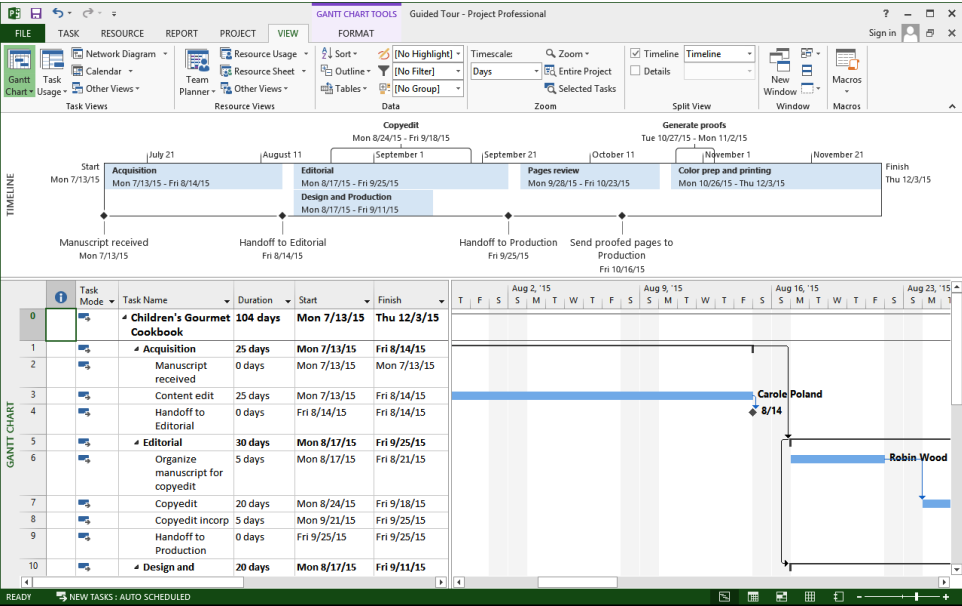 GANTT CHART TOOLS Guided Tour - Project Professional
?
FILE TASK RESOURCE REPORT PROJECT VIEW FORMAT Sign in
Gantt Chart
Task Usage
Network Diagram
Calendar
Other Views
Task Views
Team Planner
Resource Usage
Resource Sheet
Other Views
Resource Views
Sort
Outline
Tables
[No Highlight]
[No Filter]
[No Group]
Data
Timescale:
Days
Zoom
Entire Project
Selected Tasks
Zoom
Timeline Timeline
Details
Split View
New Window
Window
Macros
Macros
TIMELINE
Copyedit
Mon 8/24/15 - Fri 9/18/15
Generate proofs
Tue 10/27/15 - Mon 11/2/15
July 21 August 11 September 1 September 21 October 11 November 1 November 21
Start
Mon 7/13/15
Acquisition
Mon 7/13/15 - Fri 8/14/15
Editorial
Mon 8/17/15 - Fri 9/25/15
Pages review
Mon 9/28/15 - Fri 10/23/15
Color prep and printing
Mon 10/26/15 - Thu 12/3/15
Finish
Thu 12/3/15
Design and Production
Mon 8/17/15 - Fri 9/11/15
Manuscript received
Mon 7/13/15
Handoff to Editorial
Fri 8/14/15
Handoff to Production
Fri 9/25/15
Send proofed pages to
Production
Fri 10/16/15
GANTT CHART
Task Mode Task Name Duration Start Finish
Aug 2, '15 Aug 9, '15 Aug 16, '15 Aug 23, '15
T F S S M T W T F S S M T W T F S S M T W T F S S M T
0 Children's Gourmet 104 days Mon 7/13/15 Thu 12/3/15
Cookbook
1 Acquisition 25 days Mon 7/13/15 Fri 8/14/15
2 Manuscript 0 days Mon 7/13/15 Mon 7/13/15
received
3 Content edit 25 days Mon 7/13/15 Fri 8/14/15 Carole Poland
4 Handoff to 0 days Fri 8/14/15 Fri 8/14/15 8/14
Editorial
5 Editorial 30 days Mon 8/17/15 Fri 9/25/15
6 Organize 5 days Mon 8/17/15 Fri 8/21/15 Robin Wood
manuscript for
copyedit
7 Copyedit 20 days Mon 8/24/15 Fri 9/18/15
8 Copyedit incorp 5 days Mon 9/21/15 Fri 9/25/15
9 Handoff to 0 days Fri 9/25/15 Fri 9/25/15
Production
10 Design and 20 days Mon 8/17/15 Fri 9/11/15
READY NEW TASKS : AUTO SCHEDULED